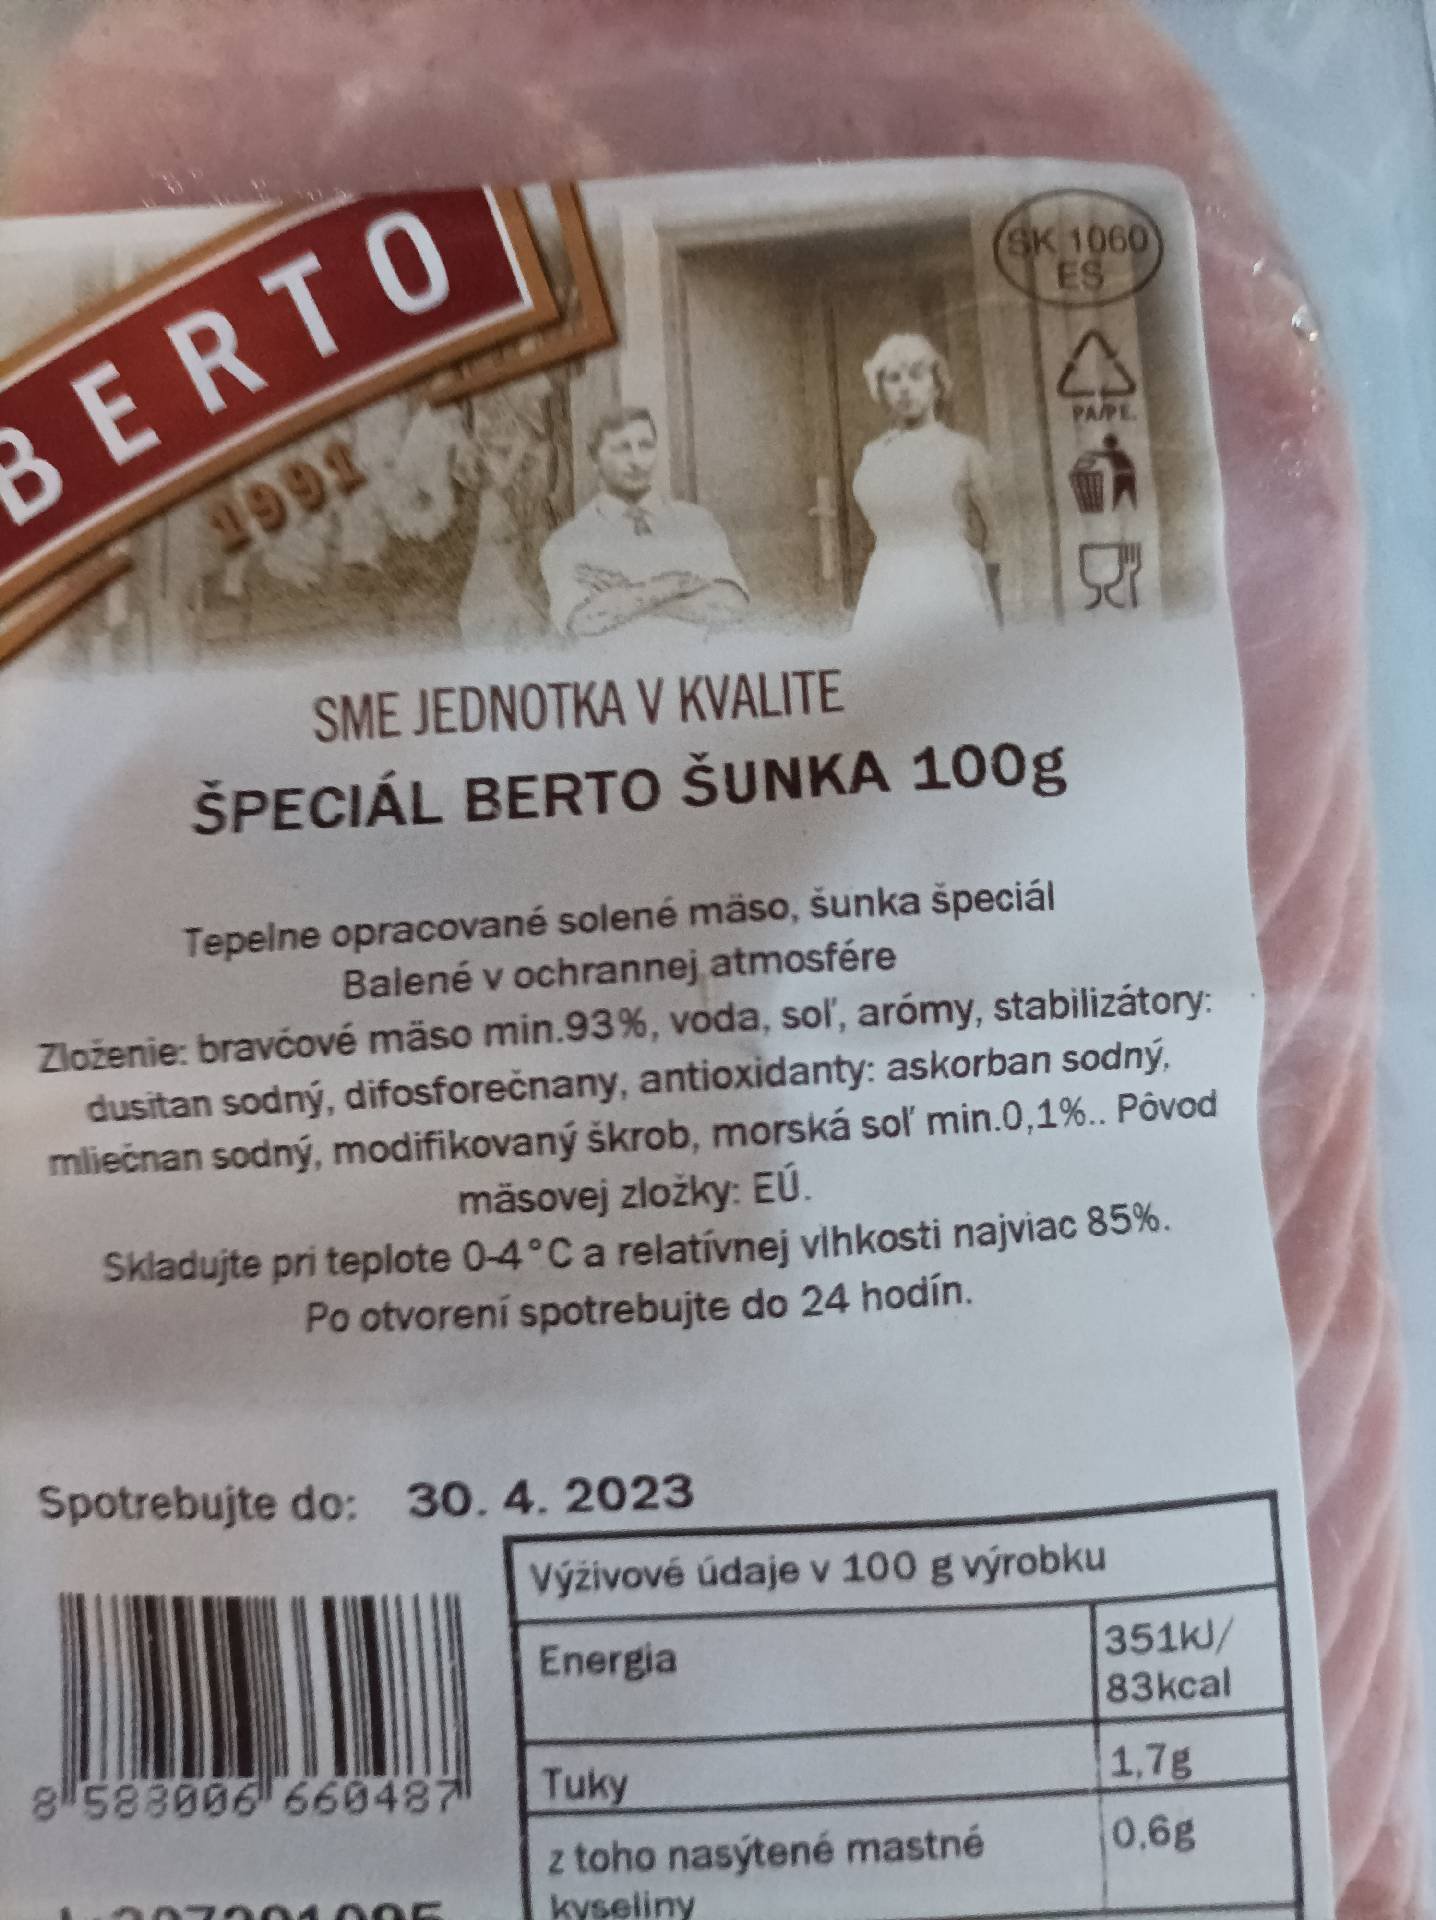 BERTO
1991
SK 1060
ES
PA/PE.
SME JEDNOTKA V KVALITE
ŠPECIÁL BERTO ŠUNKA 100g
Tepelne opracované solené mäso, šunka špeciál
Balené v ochrannej atmosfére
Zloženie: bravčové mäso min.93%, voda, soľ, arómy, stabilizátory:
dusitan sodný, difosforečnany, antioxidanty: askorban sodný,
mliečnan sodný, modifikovaný škrob, morská soľ min.0,1%.. Pôvod
mäsovej zložky: EÚ.
Skladujte pri teplote 0-4°C a relatívnej vlhkosti najviac 85%.
Po otvorení spotrebujte do 24 hodín.
Spotrebujte do: 30. 4. 2023
Výživové údaje v 100 g výrobku
Energia 351kJ/
83kcal
Tuky 1,7g
z toho nasýtené mastné 0,6g
kyseliny
8 588006 660487